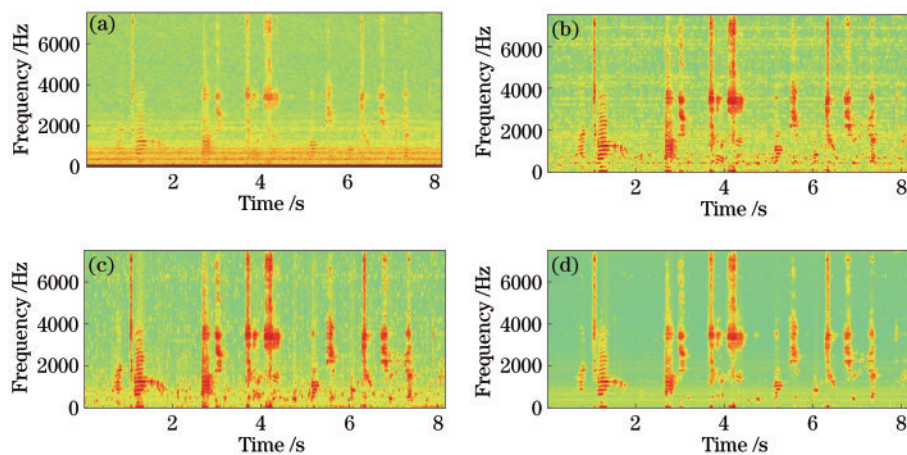 (a)
Frequency /Hz
6000
4000
2000
0
2 4 6 8
Time /s
(b)
Frequency /Hz
6000
4000
2000
0
2 4 6 8
Time /s
(c)
Frequency /Hz
6000
4000
2000
0
2 4 6 8
Time /s
(d)
Frequency /Hz
6000
4000
2000
0
2 4 6 8
Time /s